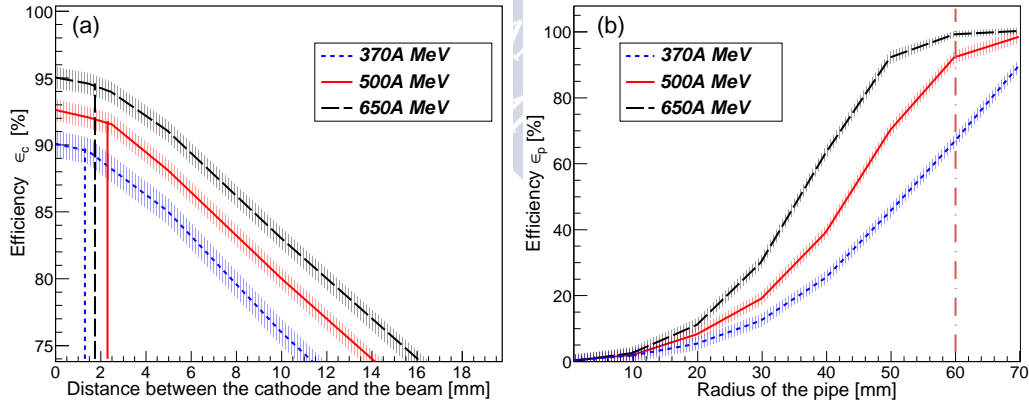 (a)
370A MeV
500A MeV
650A MeV
100
95
90
85
80
75
Efficiency ε_c [%]
0 2 4 6 8 10 12 14 16 18
Distance between the cathode and the beam [mm]
(b)
370A MeV
500A MeV
650A MeV
100
80
60
40
20
0
Efficiency ε_p [%]
10 20 30 40 50 60 70
Radius of the pipe [mm]